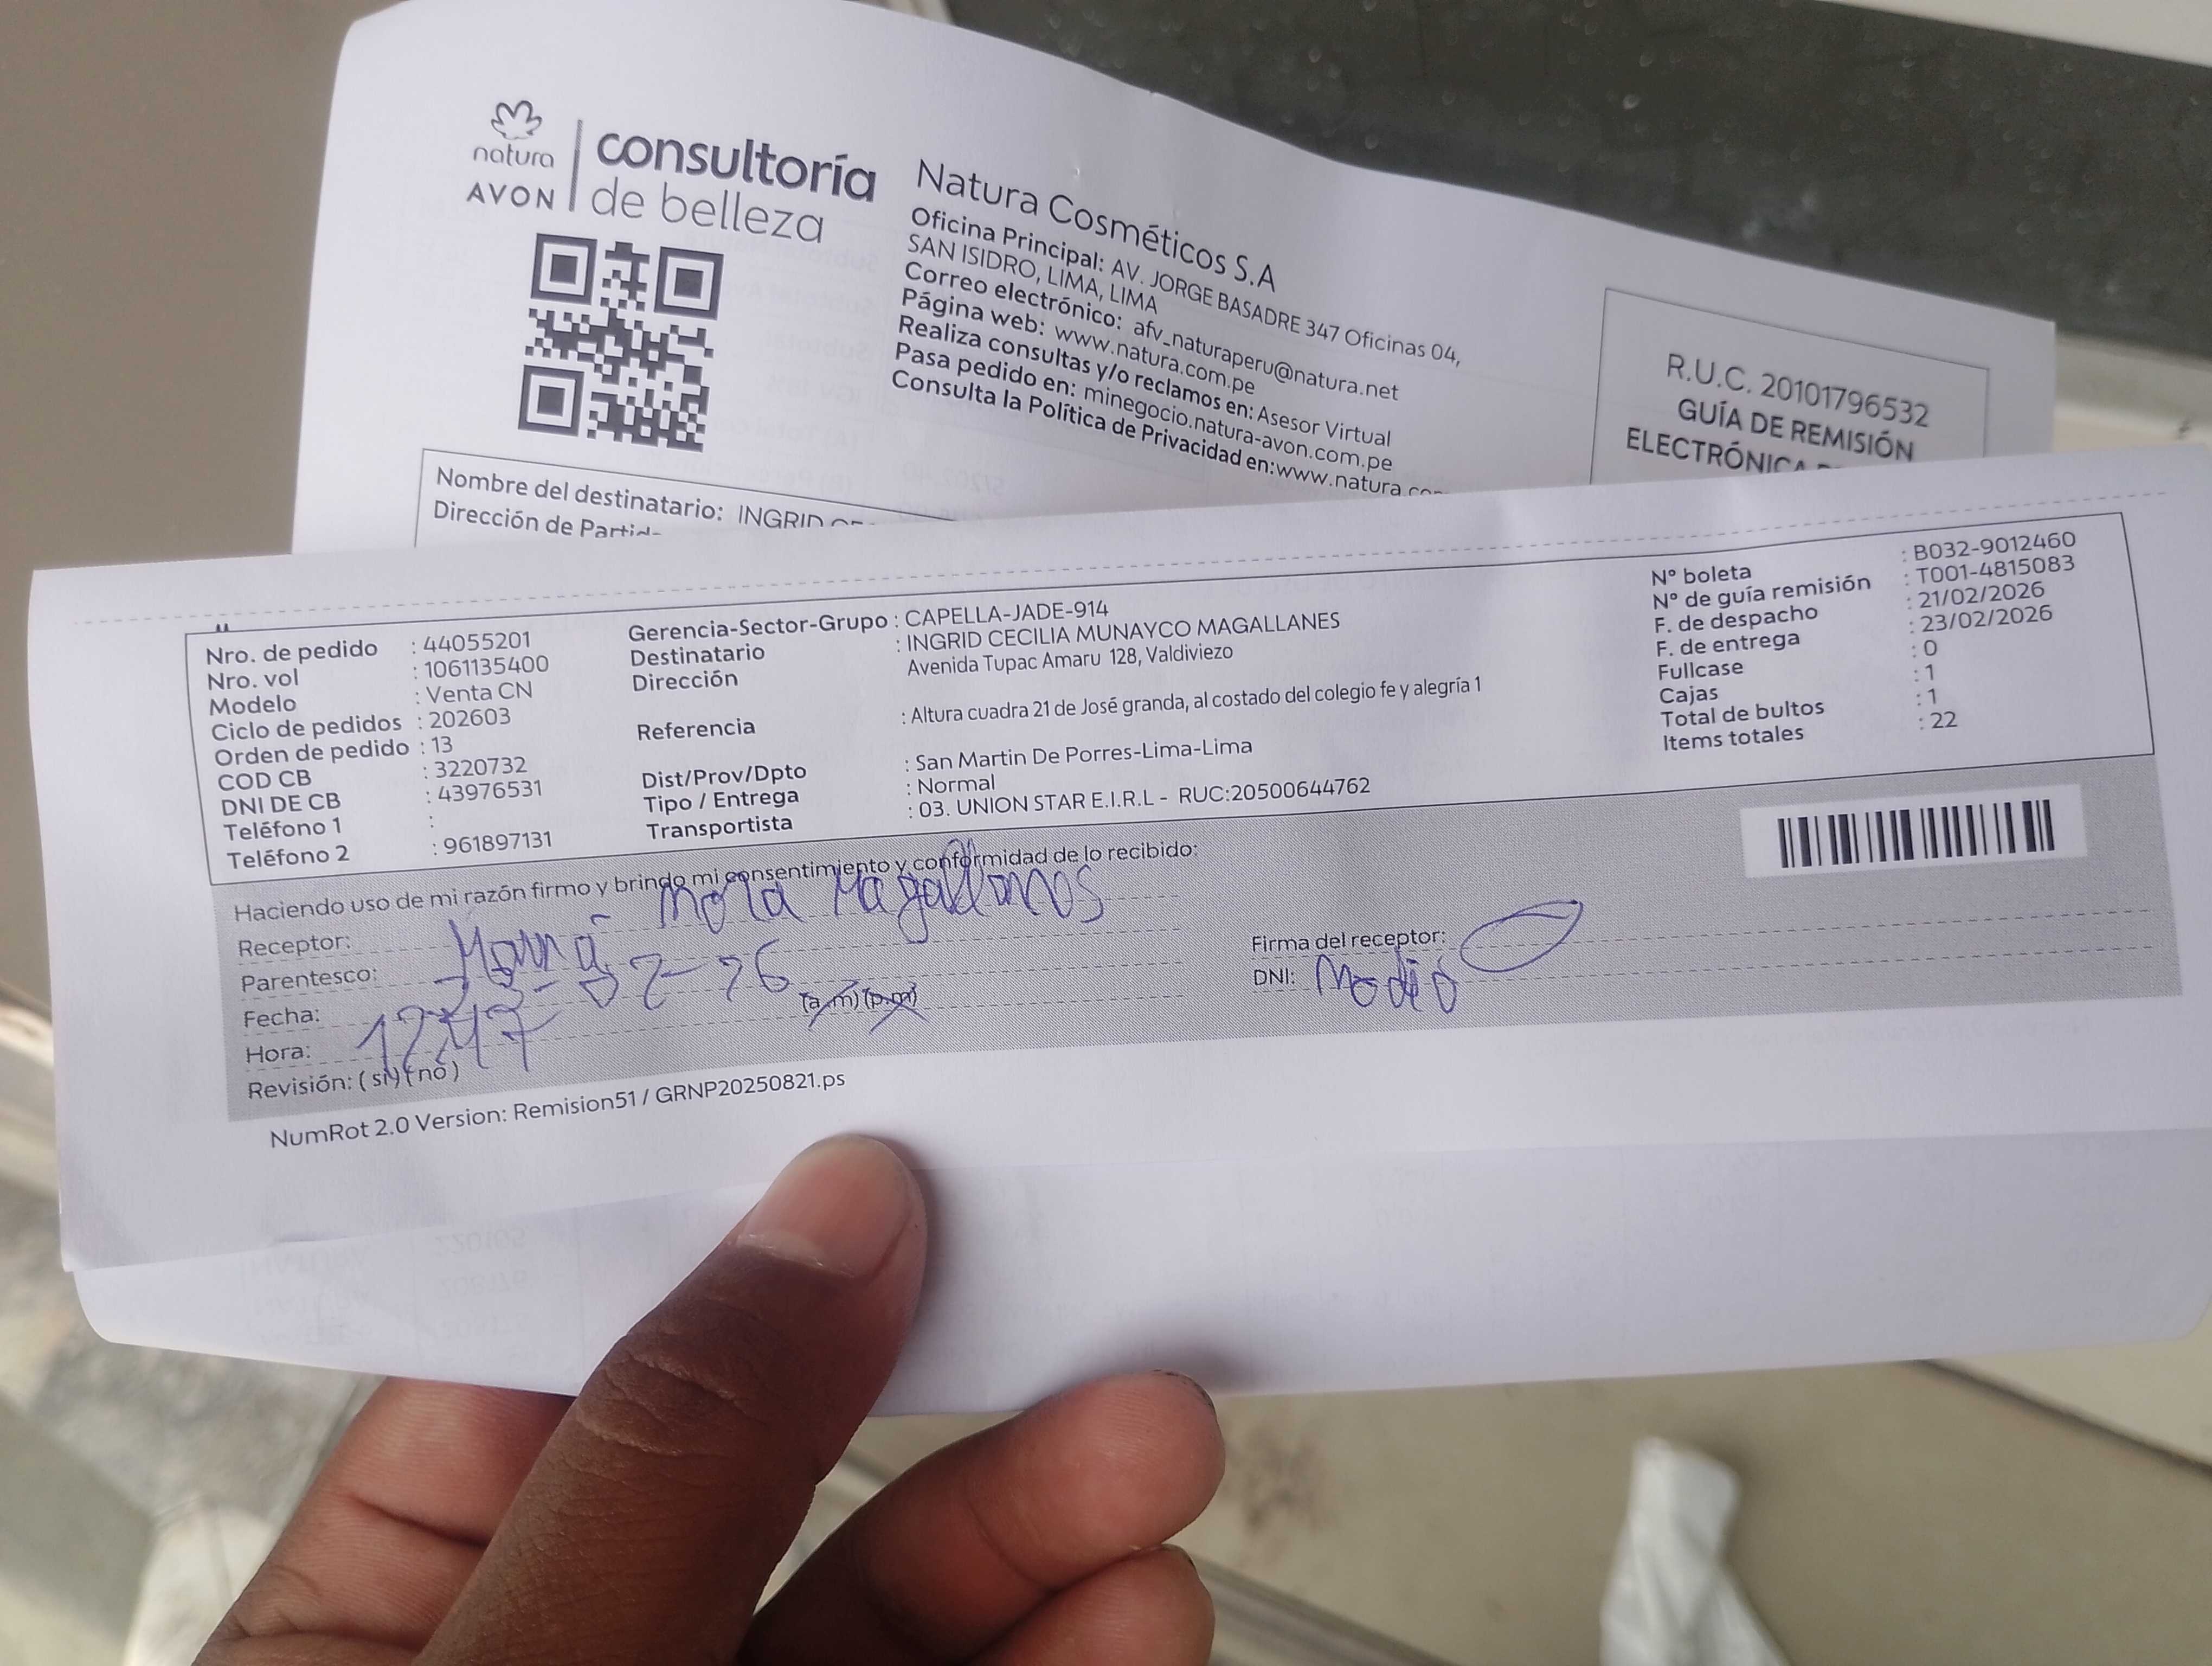 natura
AVON
consultoría
de belleza
Natura Cosméticos S.A
Oficina Principal: AV. JORGE BASADRE 347 Oficinas 04,
SAN ISIDRO, LIMA, LIMA
Correo electrónico: afv_naturaperu@natura.net
Página web: www.natura.com.pe
Realiza consultas y/o reclamos en: Asesor Virtual
Pasa pedido en: minegocio.natura-avon.com.pe
Consulta la Política de Privacidad en:www.natura
R.U.C. 20101796532
GUÍA DE REMISIÓN
ELECTRÓNICA
Nombre del destinatario: INGRID
Dirección de
Nro. de pedido : 44055201
Nro. vol : 1061135400
Modelo : Venta CN
Ciclo de pedidos : 202603
Orden de pedido : 13
COD CB : 3220732
DNI DE CB : 43976531
Teléfono 1 :
Teléfono 2 : 961897131
Gerencia-Sector-Grupo : CAPELLA-JADE-914
Destinatario : INGRID CECILIA MUNAYCO MAGALLANES
Dirección Avenida Tupac Amaru 128, Valdiviezo
Referencia : Altura cuadra 21 de José granda, al costado del colegio fe y alegría 1
Dist/Prov/Dpto : San Martin De Porres-Lima-Lima
Tipo / Entrega : Normal
Transportista : 03. UNION STAR E.I.R.L - RUC:20500644762
N° boleta : B032-9012460
N° de guía remisión : T001-4815083
F. de despacho : 21/02/2026
F. de entrega : 23/02/2026
Fullcase : 0
Cajas : 1
Total de bultos : 1
Items totales : 22
Haciendo uso de mi razón firmo y brindo mi consentimiento y conformidad de lo recibido:
Receptor:
Parentesco: Mamá
Fecha:
Hora: (a.m) (p.m)
Revisión: ( si) ( no )
Firma del receptor:
DNI:
NumRot 2.0 Version: Remision51 / GRNP20250821.ps